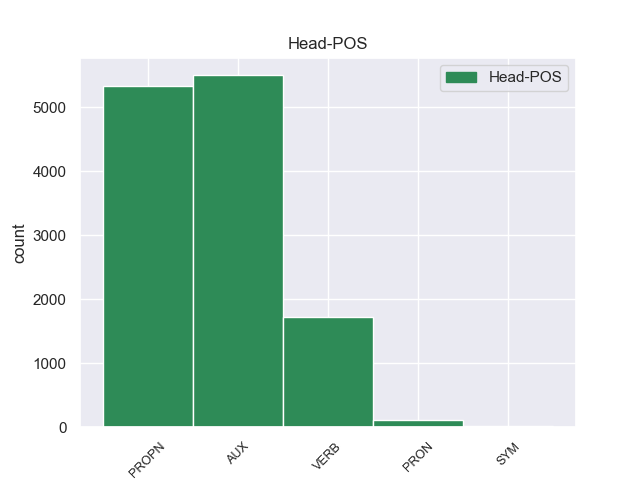 Head-POS
Head-POS
5000
4000
3000
2000
1000
0
count
PROPN
AUX
VERB
PRON
SYM